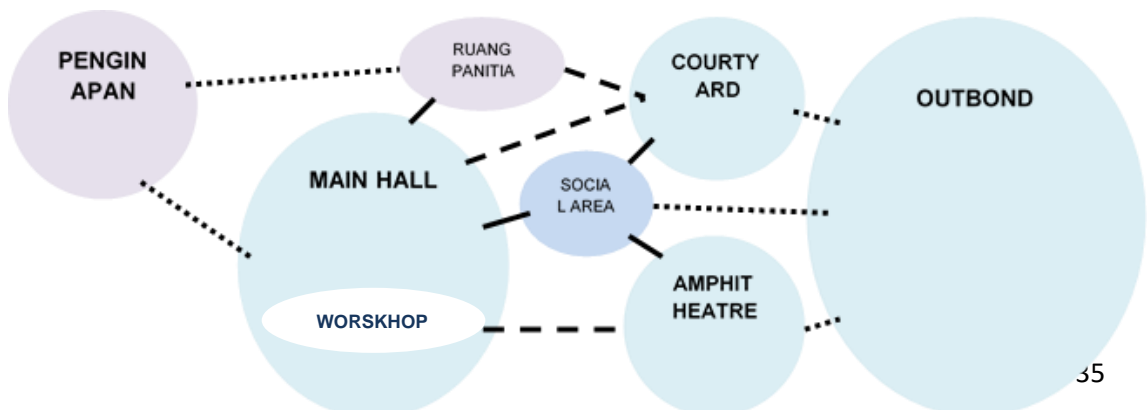 PENGIN
APAN
RUANG
PANITIA
COURTY
ARD
OUTBOND
MAIN HALL
SOCIA
L AREA
AMPHIT
HEATRE
WORSKHOP
35